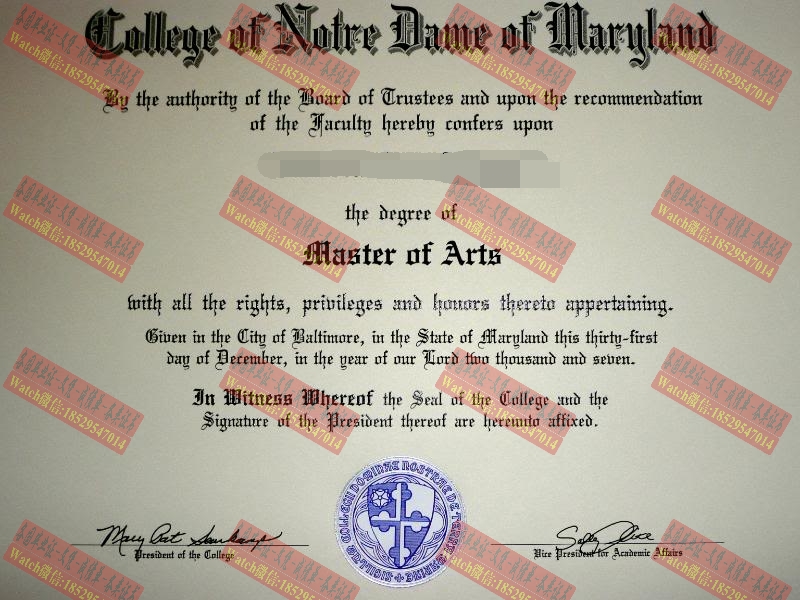 College of Notre Dame of Maryland
By the authority of the Board of Trustees and upon the recommendation
of the Faculty hereby confers upon
the degree of
Master of Arts
with all the rights, privileges and honors thereto appertaining.
Given in the City of Baltimore, in the State of Maryland this thirty-first
day of December, in the year of our Lord two thousand and seven.
In Witness Whereof the Seal of the College and the
Signature of the President thereof are hereunto affixed.
President of the College
Vice President for Academic Affairs
Watch微信:18529547014